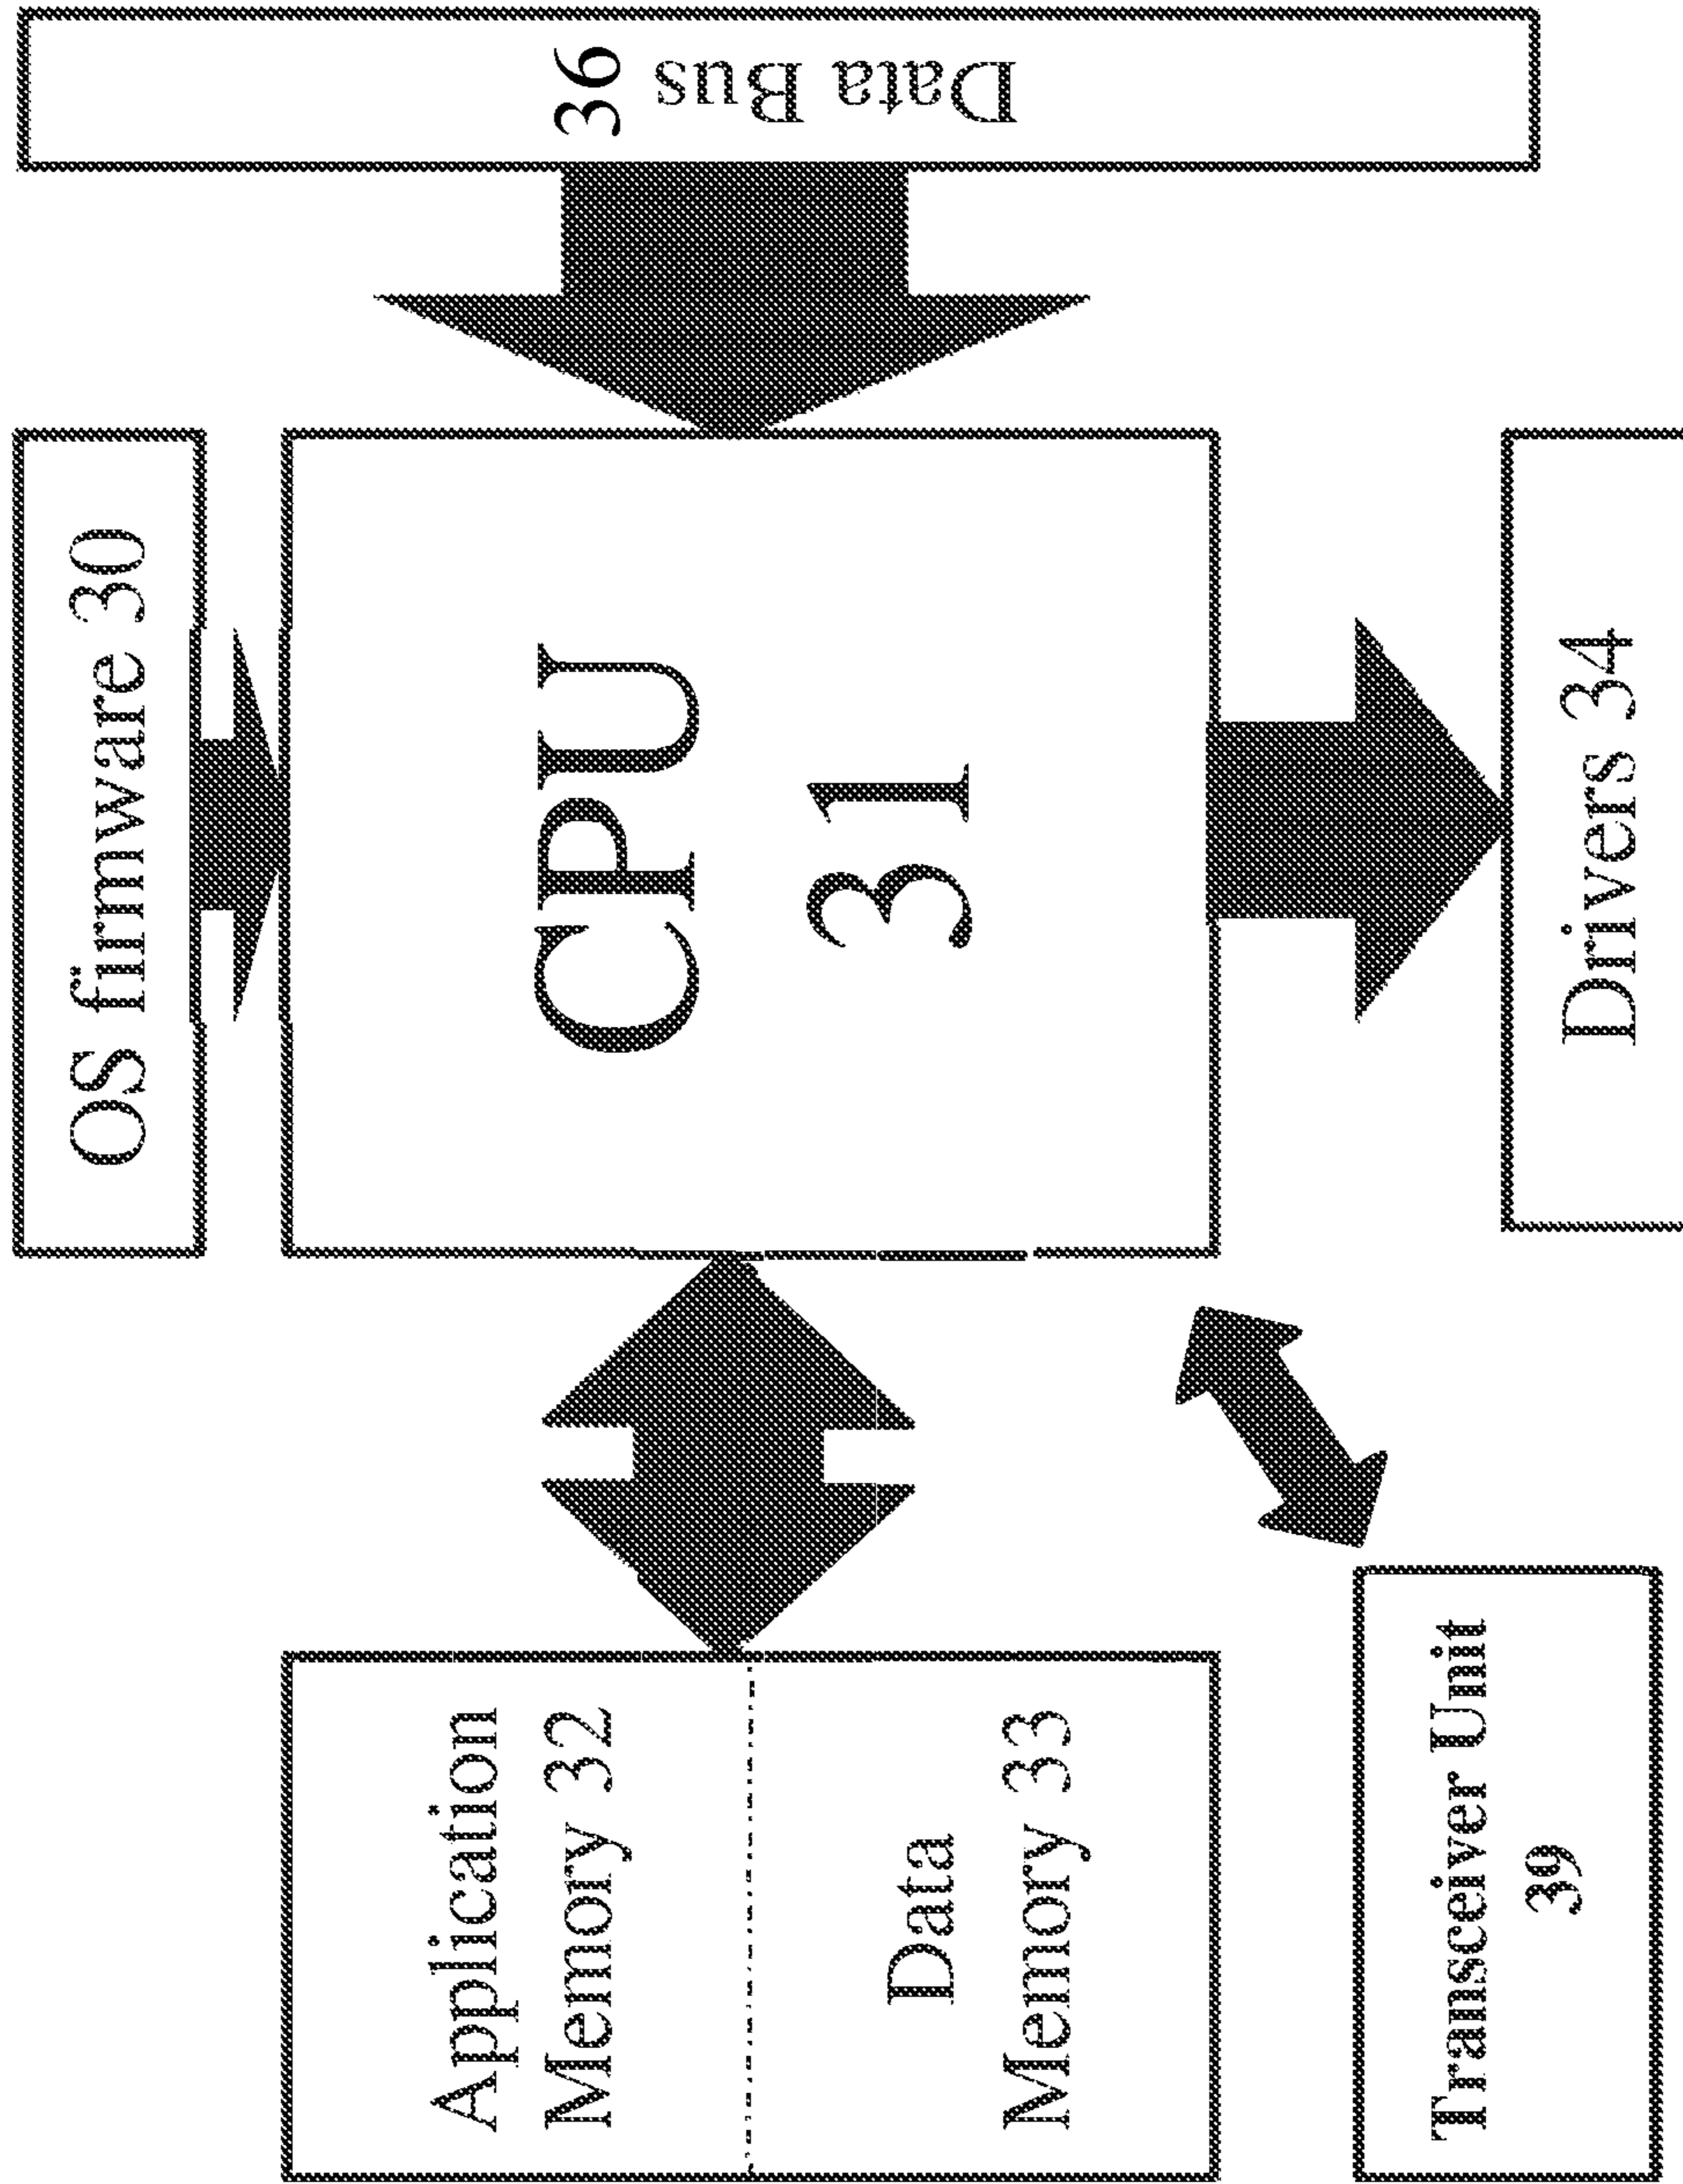 OS firmware 30
Application
Memory 32
Data
Memory 33
CPU
31
36
Data Bus
Transceiver Unit
39
Drivers 34